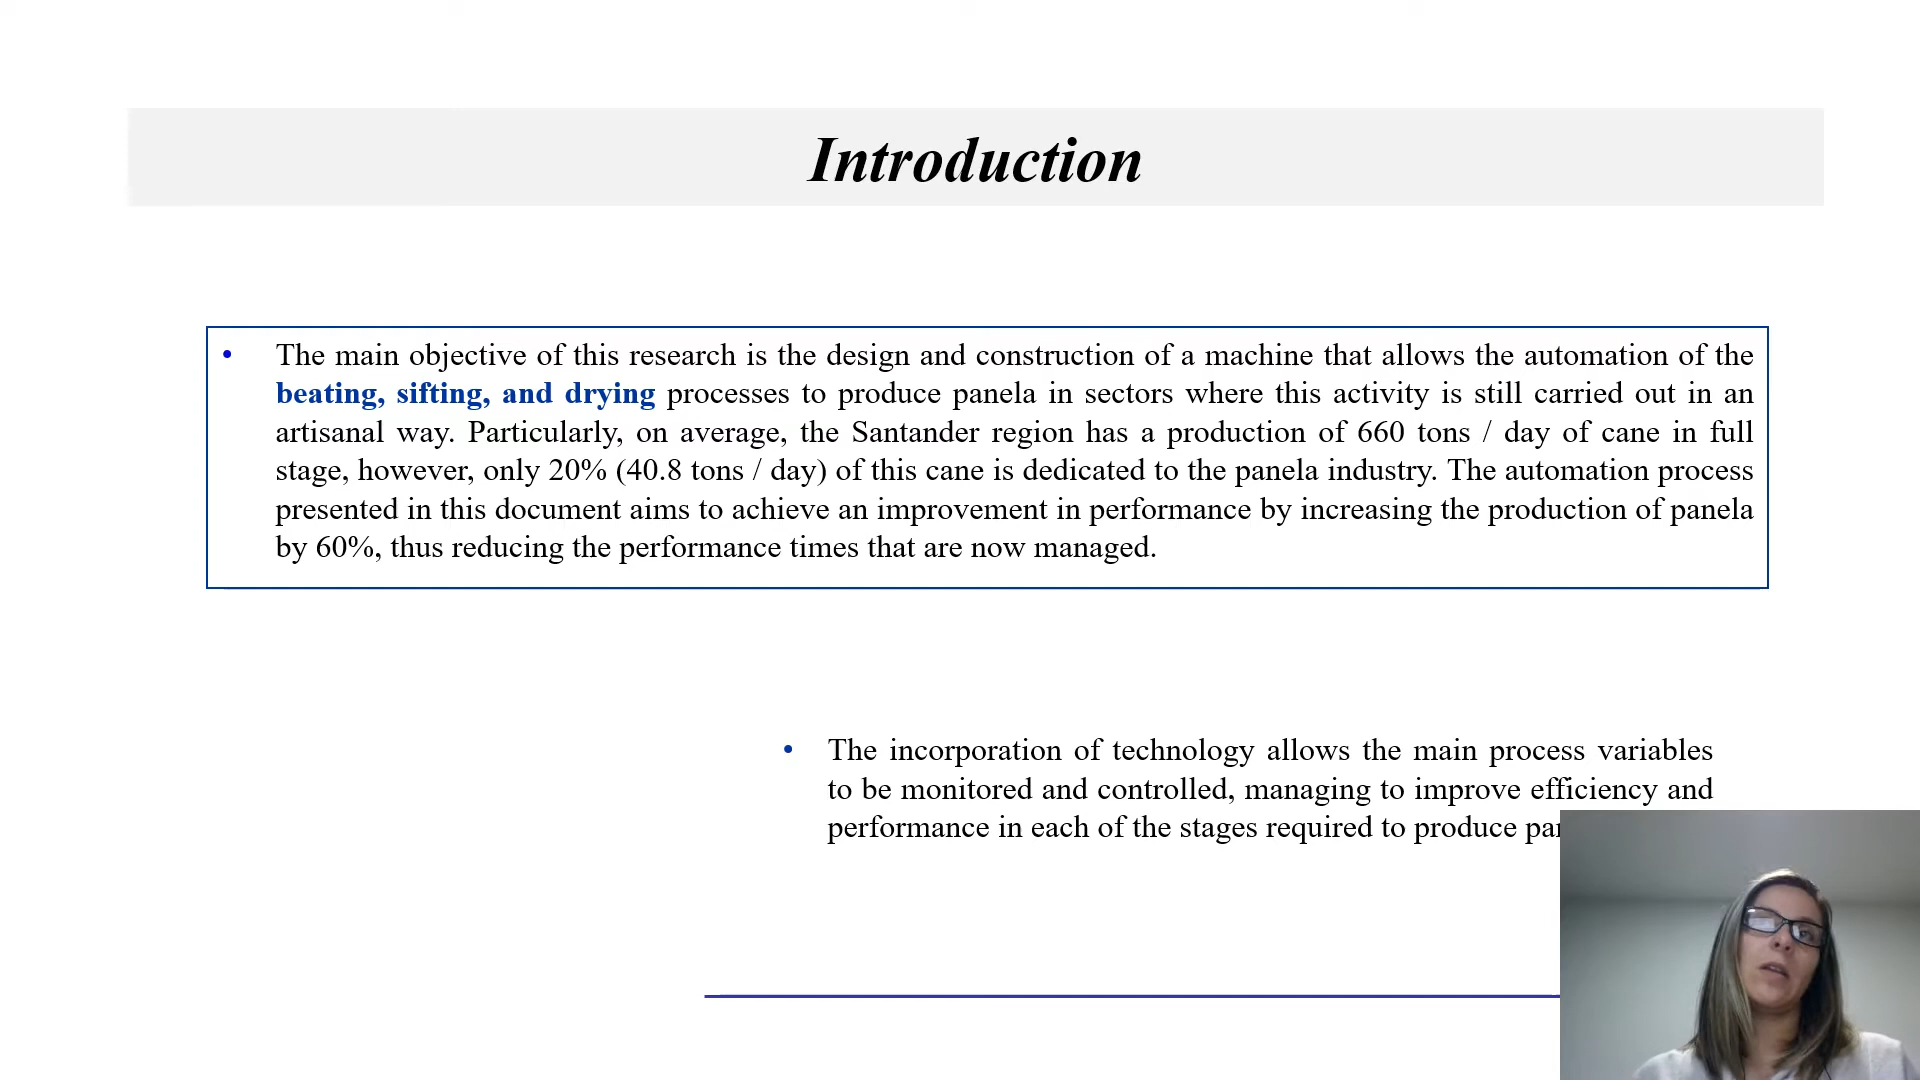 Introduction
• The main objective of this research is the design and construction of a machine that allows the automation of the
beating, sifting, and drying processes to produce panela in sectors where this activity is still carried out in an
artisanal way. Particularly, on average, the Santander region has a production of 660 tons / day of cane in full
stage, however, only 20% (40.8 tons / day) of this cane is dedicated to the panela industry. The automation process
presented in this document aims to achieve an improvement in performance by increasing the production of panela
by 60%, thus reducing the performance times that are now managed.
• The incorporation of technology allows the main process variables
to be monitored and controlled, managing to improve efficiency and
performance in each of the stages required to produce